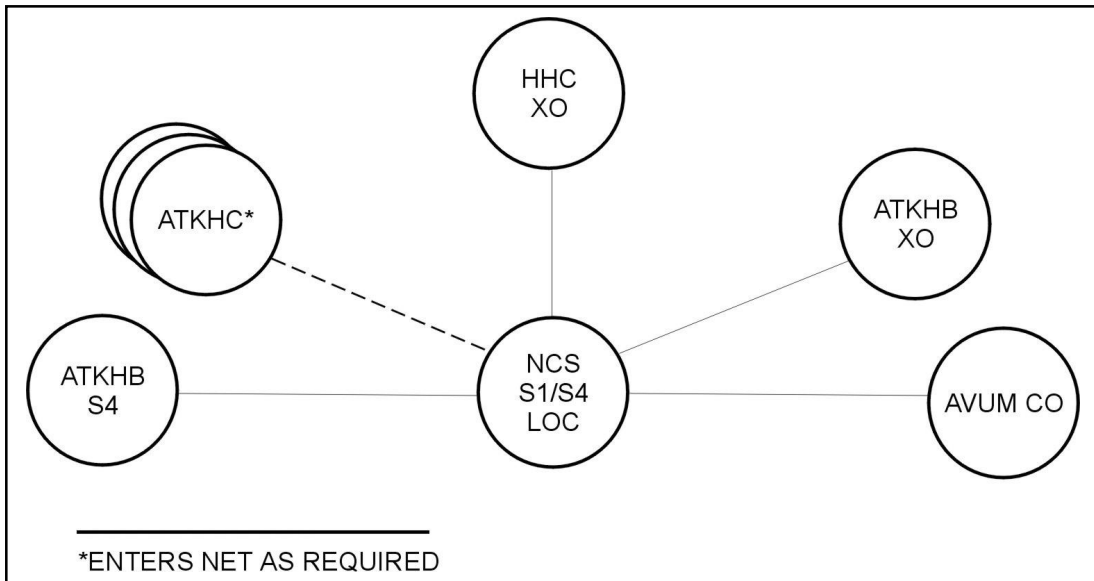 HHC
XO
ATKHC*
ATKHB
XO
ATKHB
S4
NCS
S1/S4
LOC
AVUM CO
*ENTERS NET AS REQUIRED